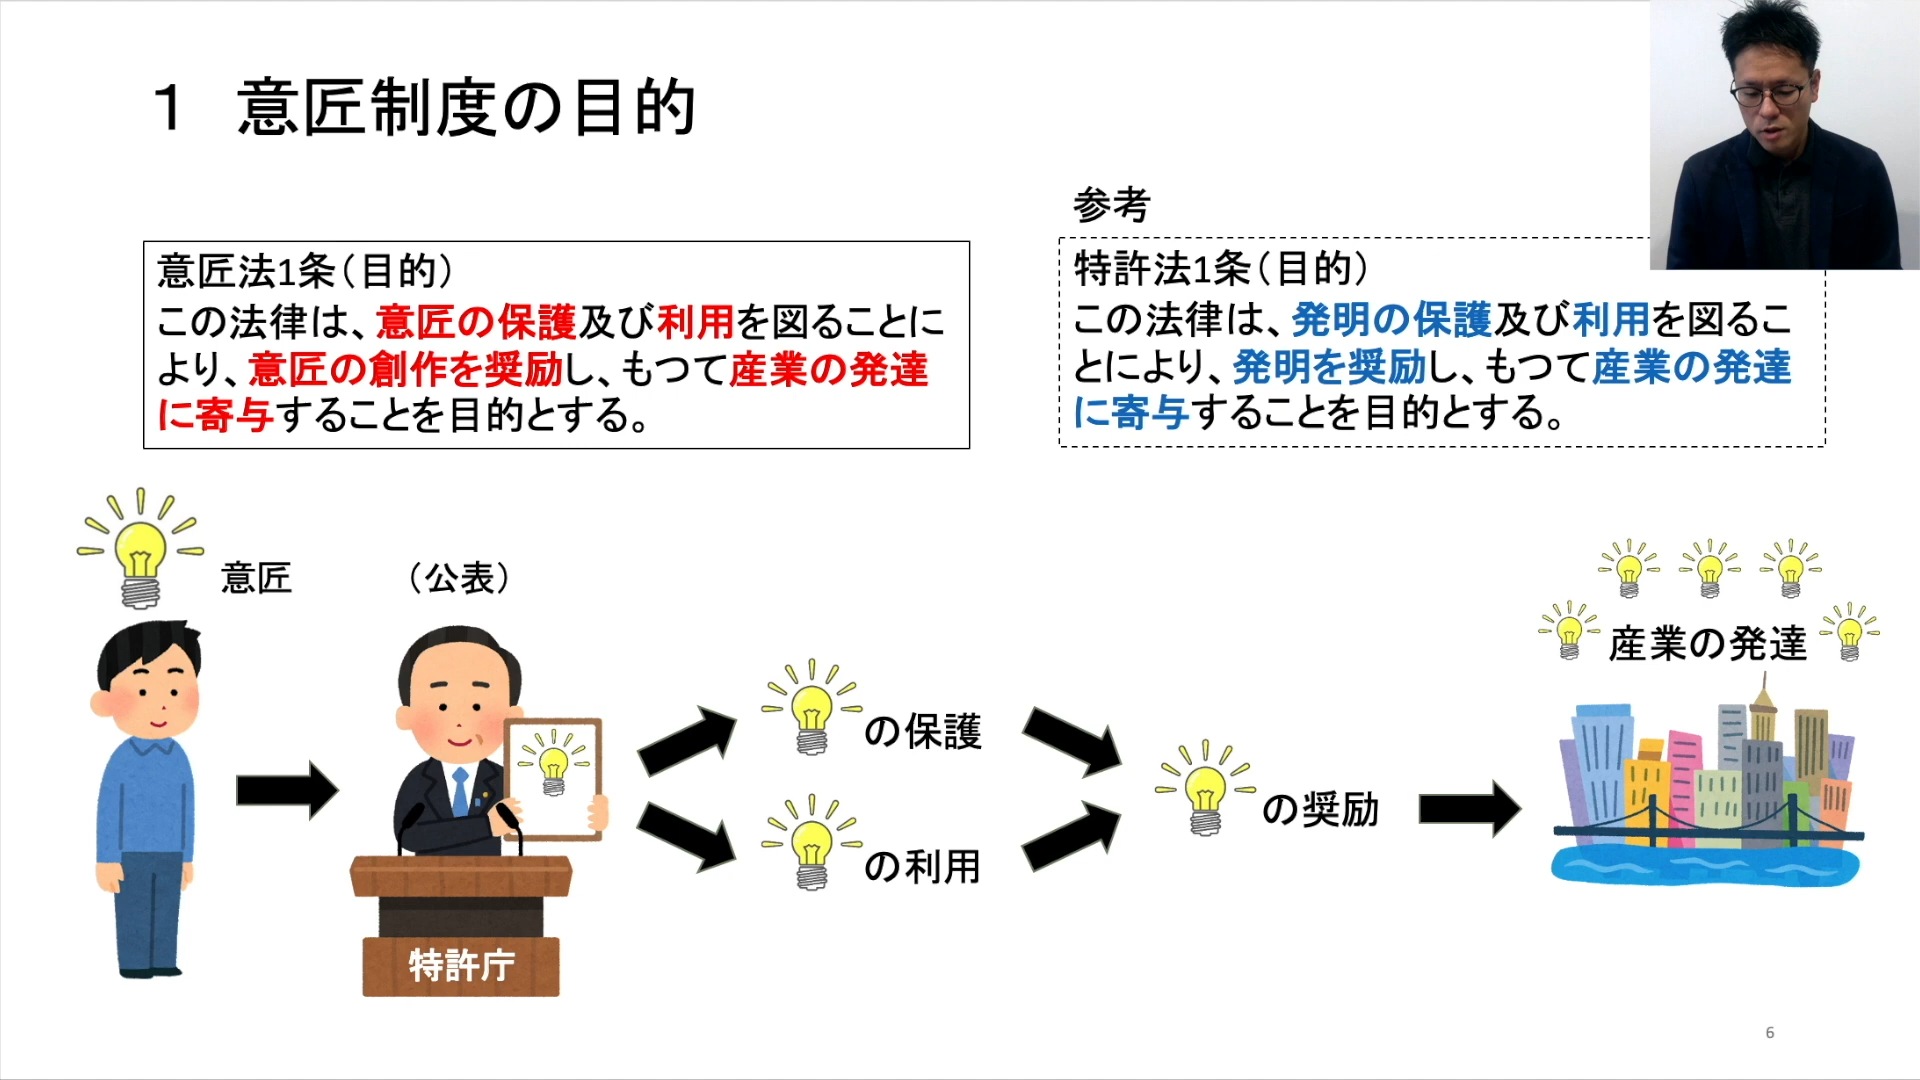 1 意匠制度の目的
参考
意匠法1条（目的）
この法律は、意匠の保護及び利用を図ることに
より、意匠の創作を奨励し、もつて産業の発達
に寄与することを目的とする。
特許法1条（目的）
この法律は、発明の保護及び利用を図るこ
とにより、発明を奨励し、もつて産業の発達
に寄与することを目的とする。
意匠
（公表）
特許庁
の保護
の利用
の奨励
産業の発達
6